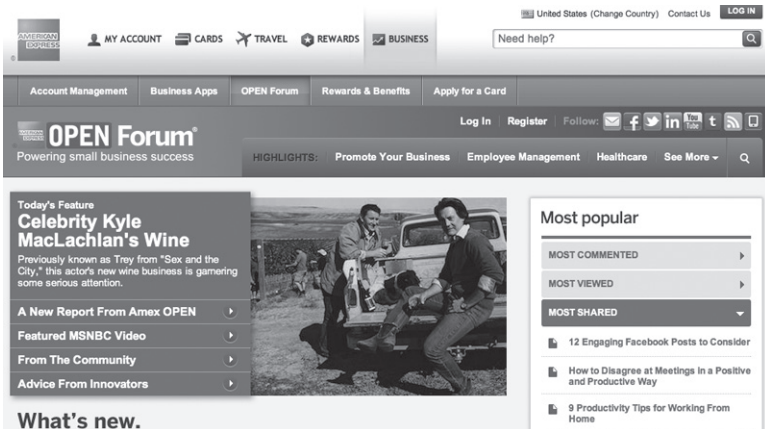 United States (Change Country) Contact Us LOG IN
AMERICAN EXPRESS
MY ACCOUNT CARDS TRAVEL REWARDS BUSINESS
Need help?
Account Management Business Apps OPEN Forum Rewards & Benefits Apply for a Card
Log In Register Follow: You Tube
AMERICAN EXPRESS OPEN Forum®
Powering small business success
HIGHLIGHTS: Promote Your Business Employee Management Healthcare See More
Today's Feature
Celebrity Kyle
MacLachlan's Wine
Previously known as Trey from "Sex and the
City," this actor's new wine business is garnering
some serious attention.
A New Report From Amex OPEN
Featured MSNBC Video
From The Community
Advice From Innovators
Most popular
MOST COMMENTED
MOST VIEWED
MOST SHARED
12 Engaging Facebook Posts to Consider
How to Disagree at Meetings in a Positive
and Productive Way
9 Productivity Tips for Working From
Home
What's new.